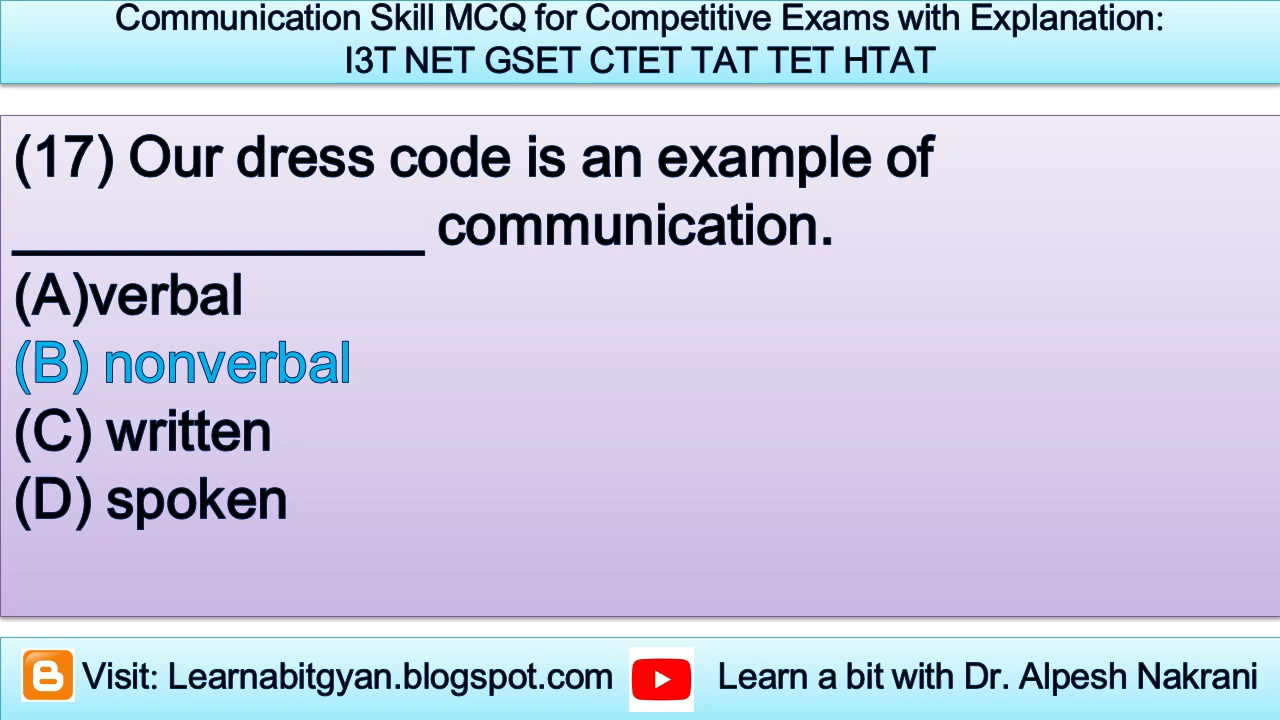 Communication Skill MCQ for Competitive Exams with Explanation:
I3T NET GSET CTET TAT TET HTAT
(17) Our dress code is an example of
_______________ communication.
(A)verbal
(B) nonverbal
(C) written
(D) spoken
Visit: Learnabitgyan.blogspot.com Learn a bit with Dr. Alpesh Nakrani